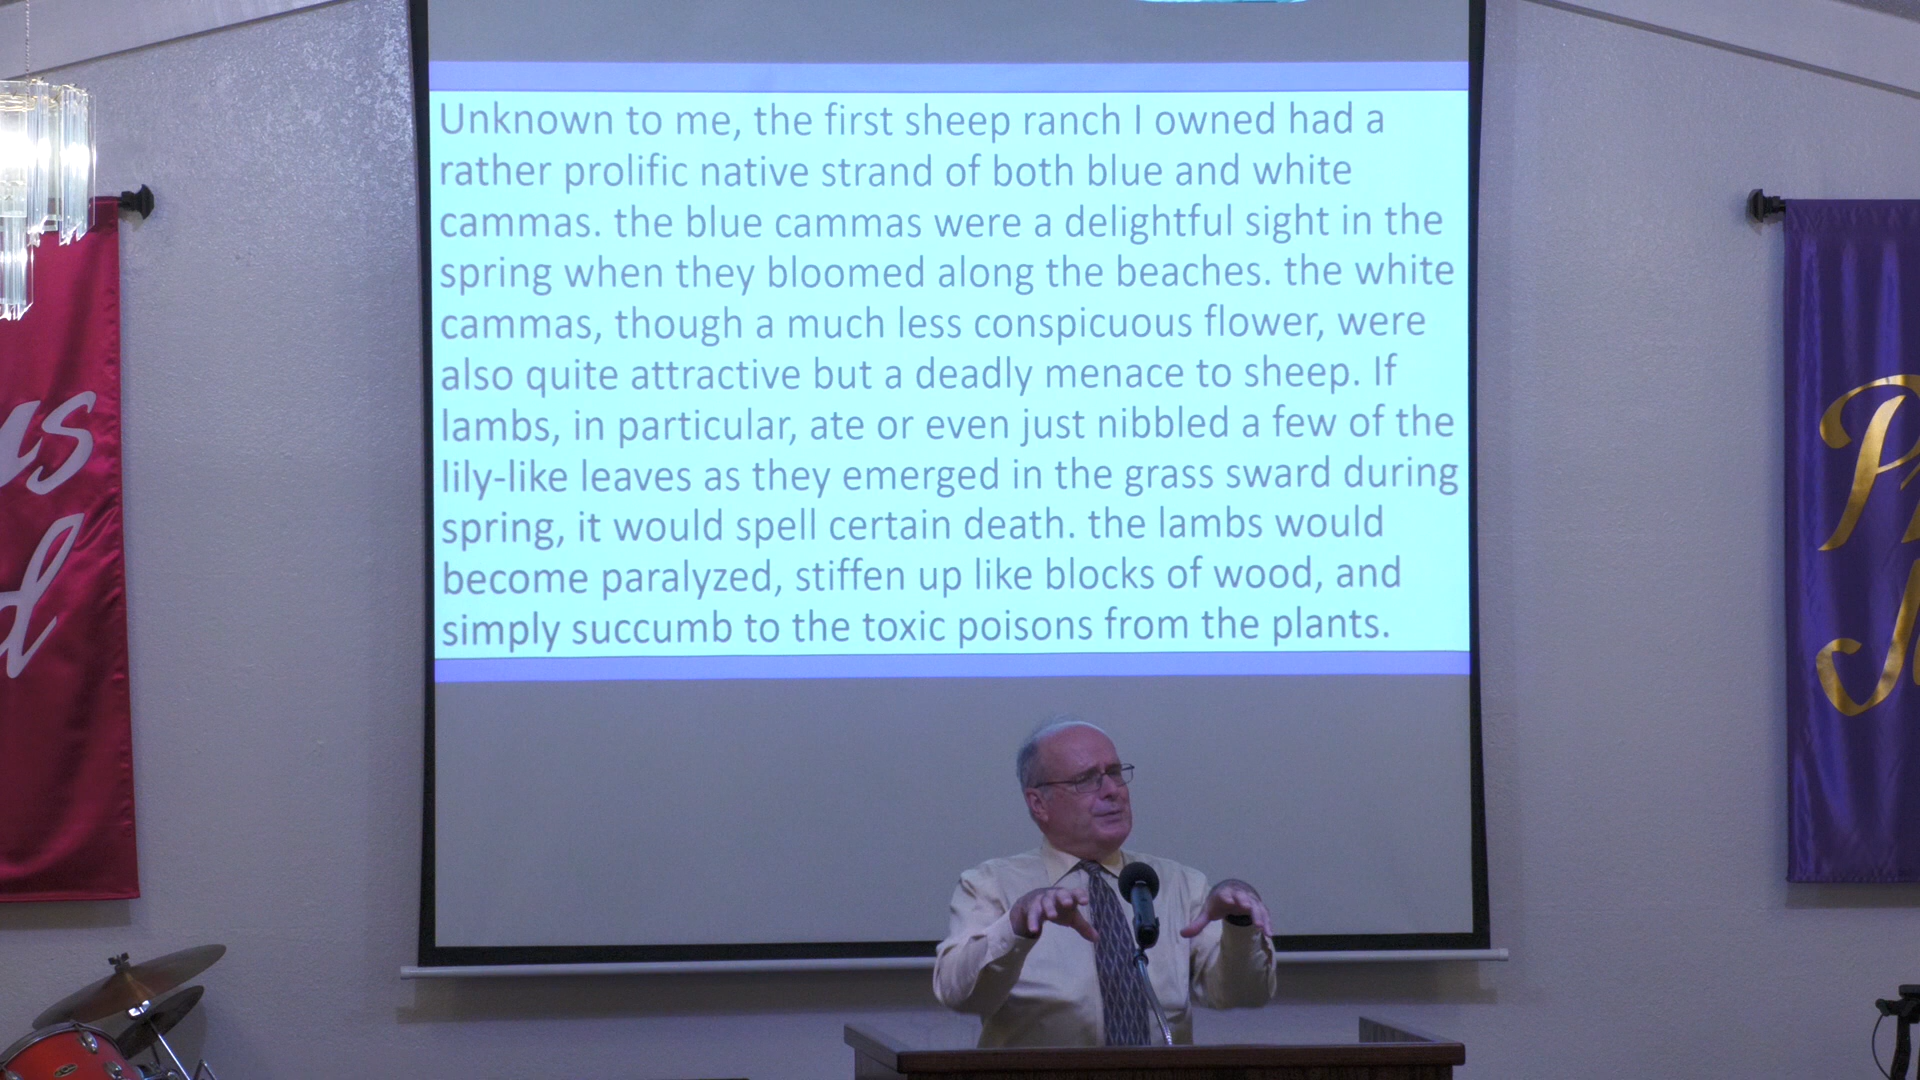 Unknown to me, the first sheep ranch I owned had a
rather prolific native strand of both blue and white
cammas. the blue cammas were a delightful sight in the
spring when they bloomed along the beaches. the white
cammas, though a much less conspicuous flower, were
also quite attractive but a deadly menace to sheep. If
lambs, in particular, ate or even just nibbled a few of the
lily-like leaves as they emerged in the grass sward during
spring, it would spell certain death. the lambs would
become paralyzed, stiffen up like blocks of wood, and
simply succumb to the toxic poisons from the plants.